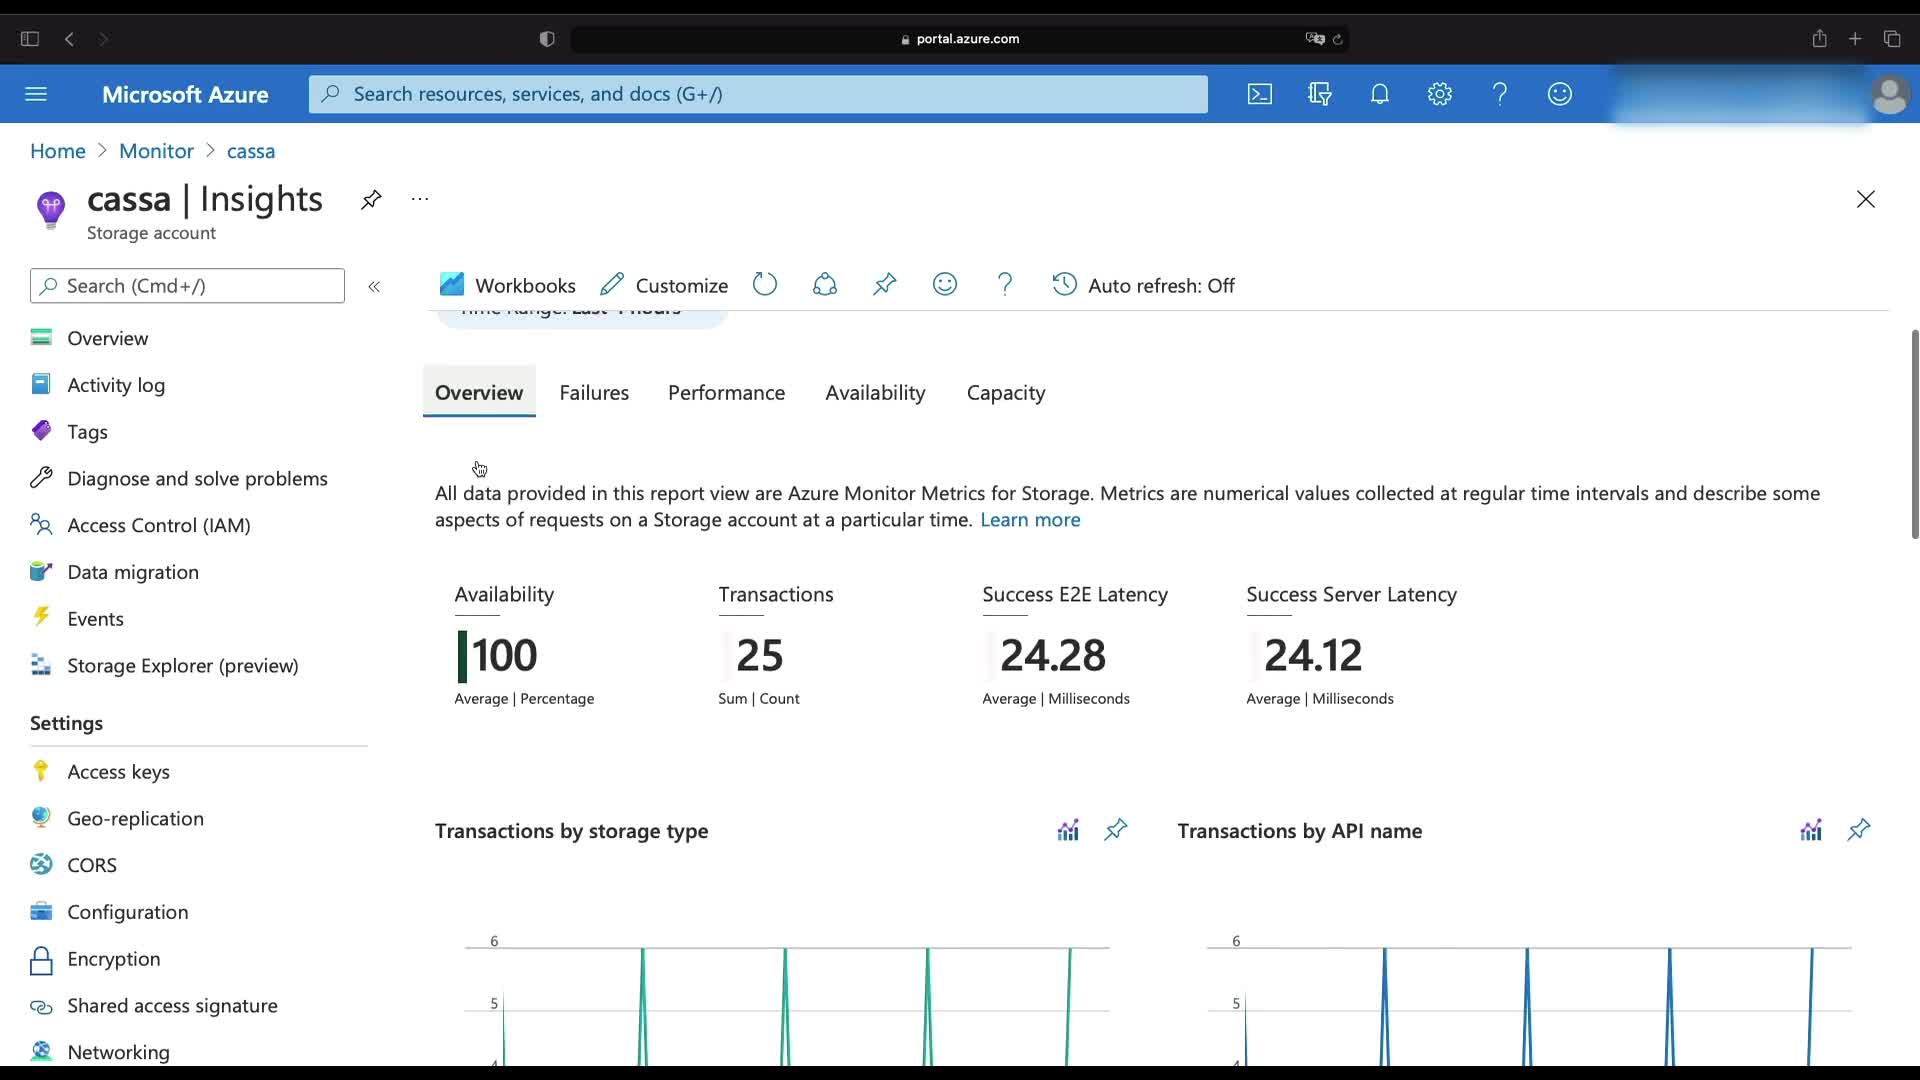 portal.azure.com
Microsoft Azure
Search resources, services, and docs (G+/)
Home > Monitor > cassa
cassa | Insights
Storage account
Search (Cmd+/)
Workbooks
Customize
Auto refresh: Off
Time Range: Last 4 hours
Overview
Activity log
Tags
Diagnose and solve problems
Access Control (IAM)
Data migration
Events
Storage Explorer (preview)
Settings
Access keys
Geo-replication
CORS
Configuration
Encryption
Shared access signature
Networking
Overview Failures Performance Availability Capacity
All data provided in this report view are Azure Monitor Metrics for Storage. Metrics are numerical values collected at regular time intervals and describe some
aspects of requests on a Storage account at a particular time. Learn more
Availability
100
Average | Percentage
Transactions
25
Sum | Count
Success E2E Latency
24.28
Average | Milliseconds
Success Server Latency
24.12
Average | Milliseconds
Transactions by storage type
6
5
4
Transactions by API name
6
5
4